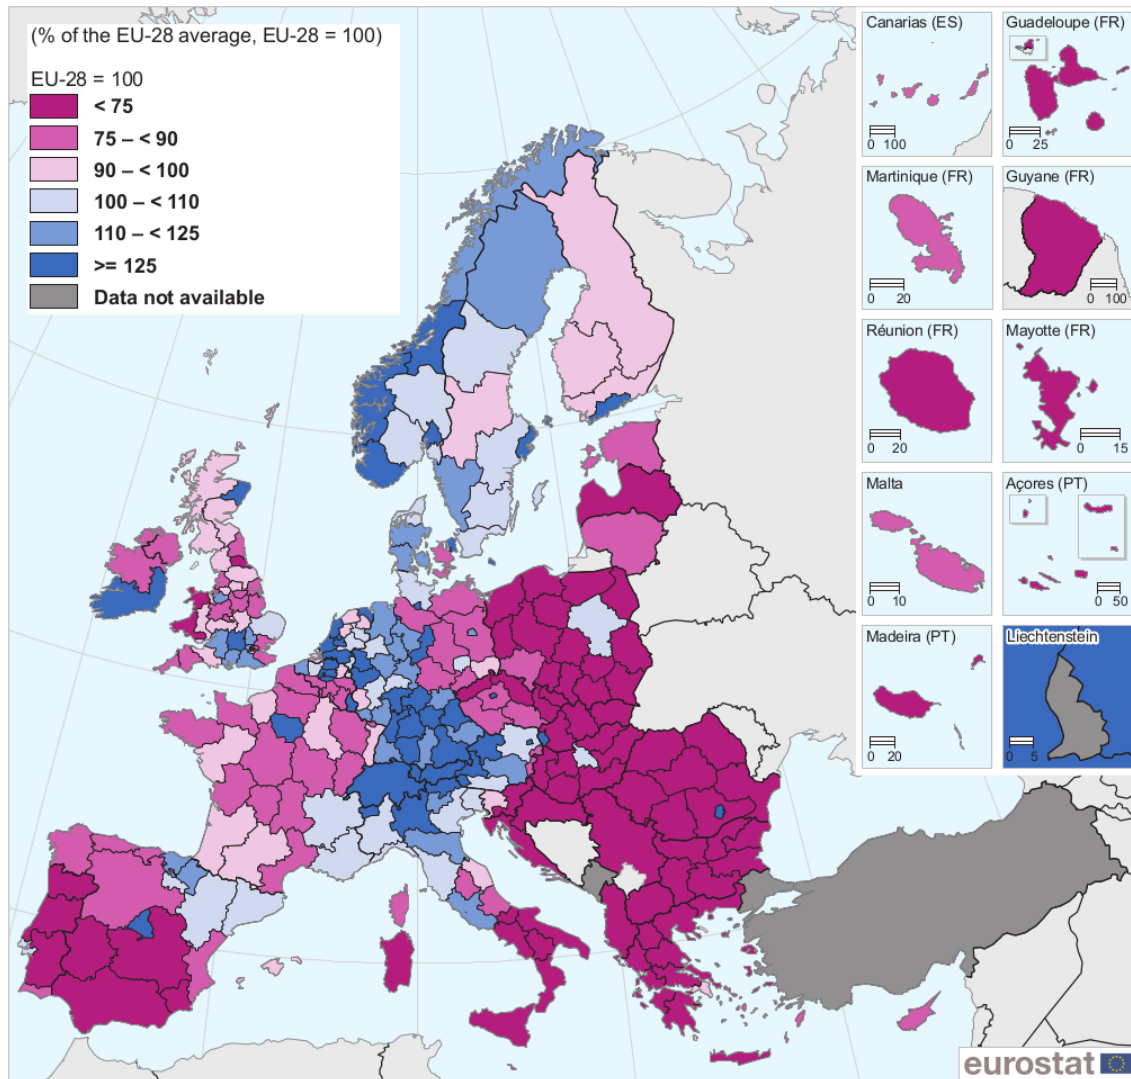 (% of the EU-28 average, EU-28 = 100)
EU-28 = 100
< 75
75 – < 90
90 – < 100
100 – < 110
110 – < 125
>= 125
Data not available
Canarias (ES)
0 100
Guadeloupe (FR)
0 25
Martinique (FR)
0 20
Guyane (FR)
0 100
Réunion (FR)
0 20
Mayotte (FR)
0 15
Malta
0 10
Açores (PT)
0 50
Madeira (PT)
0 20
Liechtenstein
0 5
eurostat